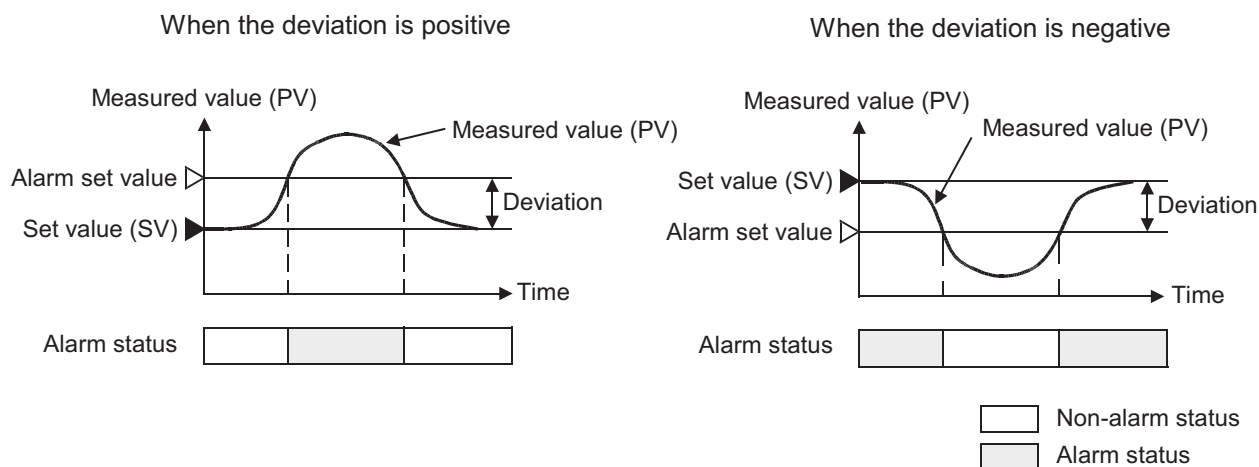 When the deviation is positive
Measured value (PV)
Measured value (PV)
Alarm set value
Deviation
Set value (SV)
Time
Alarm status
When the deviation is negative
Measured value (PV)
Measured value (PV)
Set value (SV)
Deviation
Alarm set value
Time
Alarm status
Non-alarm status
Alarm status